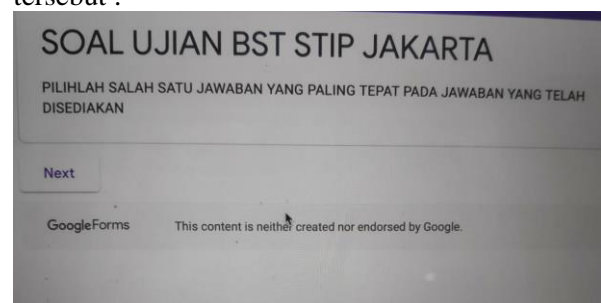 tersebut :
SOAL UJIAN BST STIP JAKARTA
PILIHLAH SALAH SATU JAWABAN YANG PALING TEPAT PADA JAWABAN YANG TELAH
DISEDIAKAN
Next
GoogleForms This content is neither created nor endorsed by Google.